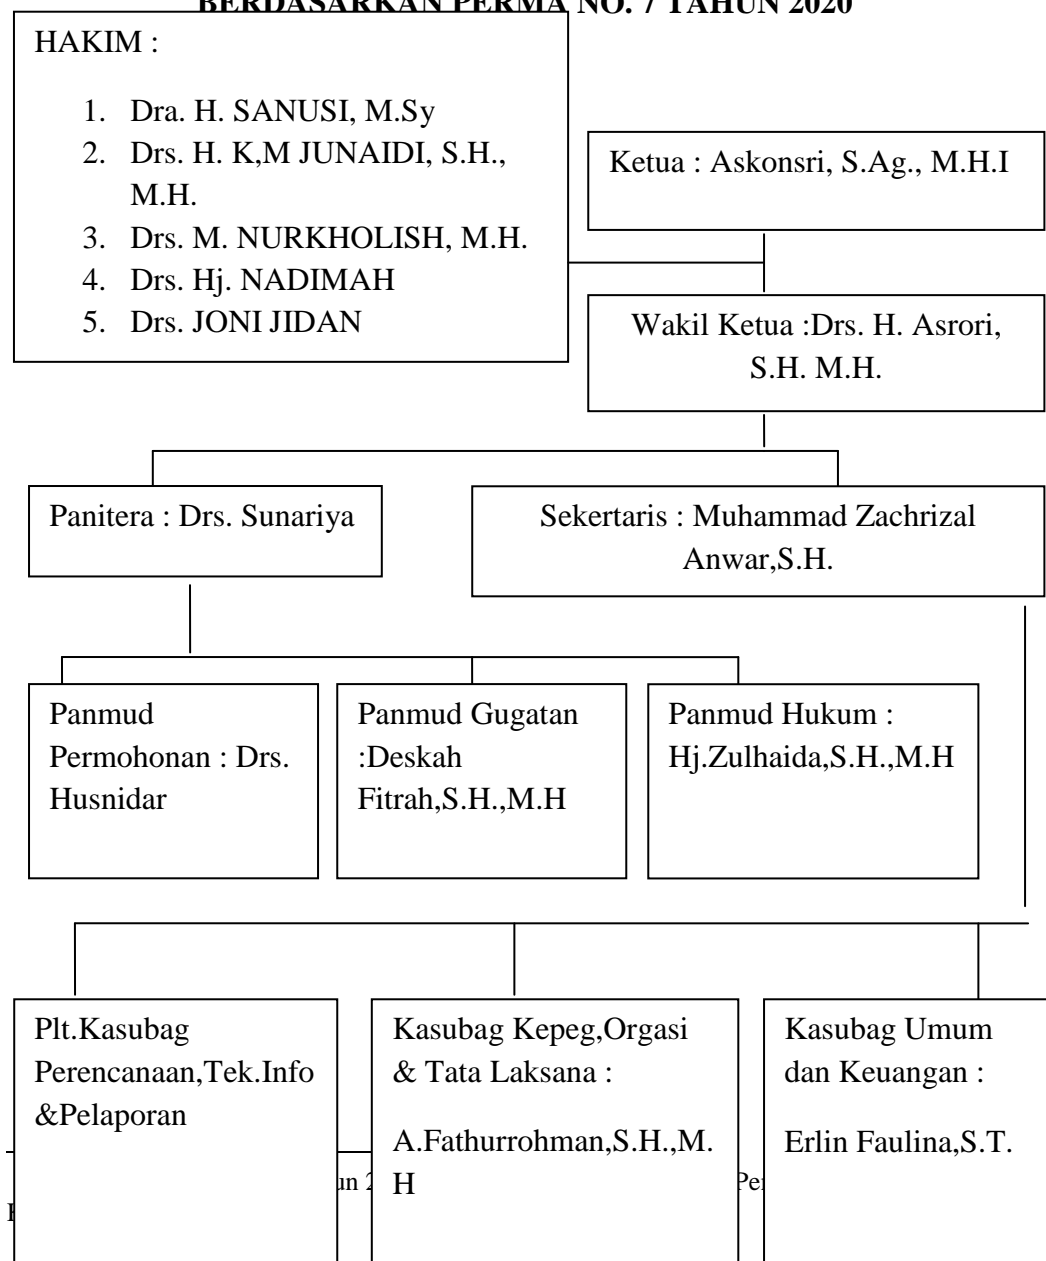 BERDASARKAN PERMA NO. 7 TAHUN 2020
HAKIM :
1. Dra. H. SANUSI, M.Sy
2. Drs. H. K,M JUNAIDI, S.H.,
M.H.
3. Drs. M. NURKHOLISH, M.H.
4. Drs. Hj. NADIMAH
5. Drs. JONI JIDAN
Ketua : Askonsri, S.Ag., M.H.I
Wakil Ketua :Drs. H. Asrori,
S.H. M.H.
Panitera : Drs. Sunariya
Sekertaris : Muhammad Zachrizal
Anwar,S.H.
Panmud
Permohonan : Drs.
Husnidar
Panmud Gugatan
:Deskah
Fitrah,S.H.,M.H
Panmud Hukum :
Hj.Zulhaida,S.H.,M.H
Plt.Kasubag
Perencanaan,Tek.Info
&Pelaporan
Kasubag Kepeg,Orgasi
& Tata Laksana :
A.Fathurrohman,S.H.,M.
H
Kasubag Umum
dan Keuangan :
Erlin Faulina,S.T.